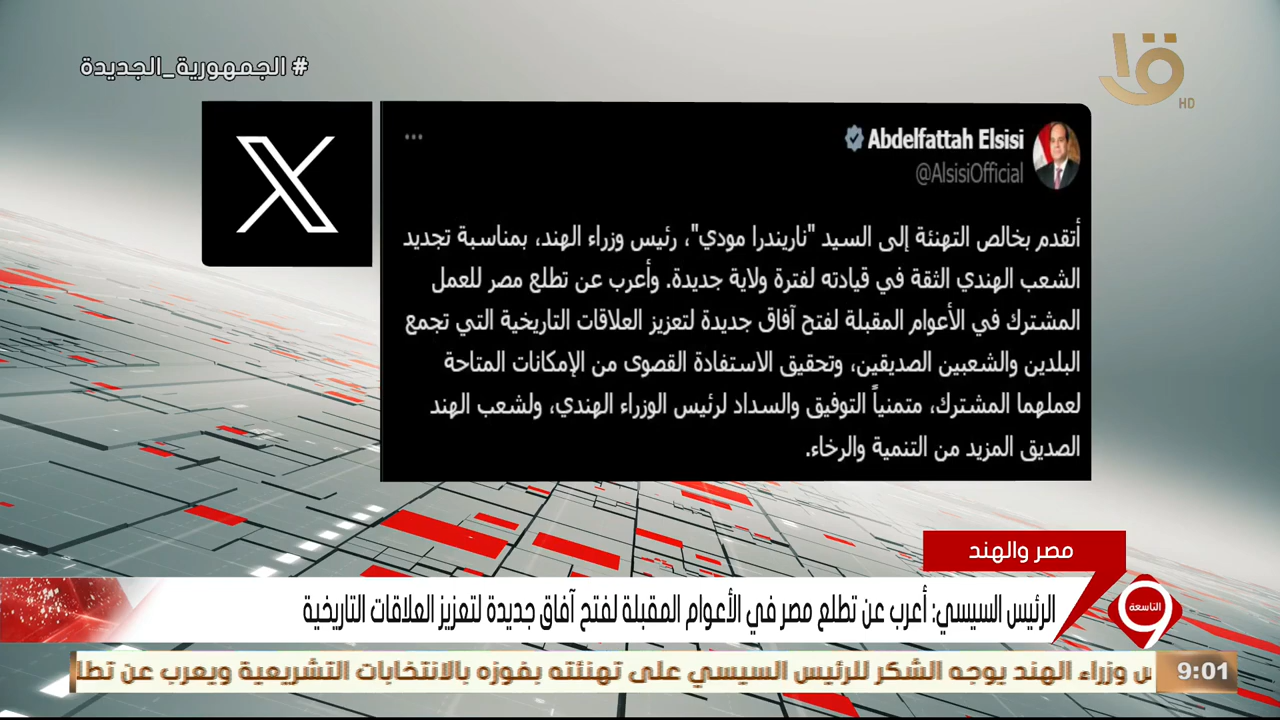 #الجمهورية_الجديدة
HD
Abdelfattah Elsisi
@AlsisiOfficial
أتقدم بخالص التهنئة إلى السيد "ناريندرا مودي"، رئيس وزراء الهند، بمناسبة تجديد
الشعب الهندي الثقة في قيادته لفترة ولاية جديدة. وأعرب عن تطلع مصر للعمل
المشترك في الأعوام المقبلة لفتح آفاق جديدة لتعزيز العلاقات التاريخية التي تجمع
البلدين والشعبين الصديقين، وتحقيق الاستفادة القصوى من الإمكانات المتاحة
لعملهما المشترك، متمنياً التوفيق والسداد لرئيس الوزراء الهندي، ولشعب الهند
الصديق المزيد من التنمية والرخاء.
مصر والهند
الرئيس السيسي: أعرب عن تطلع مصر في الأعوام المقبلة لفتح آفاق جديدة لتعزيز العلاقات التاريخية
التاسعة
وزراء الهند يوجه الشكر للرئيس السيسي على تهنئته بفوزه بالانتخابات التشريعية ويعرب عن تطلـ
9:01